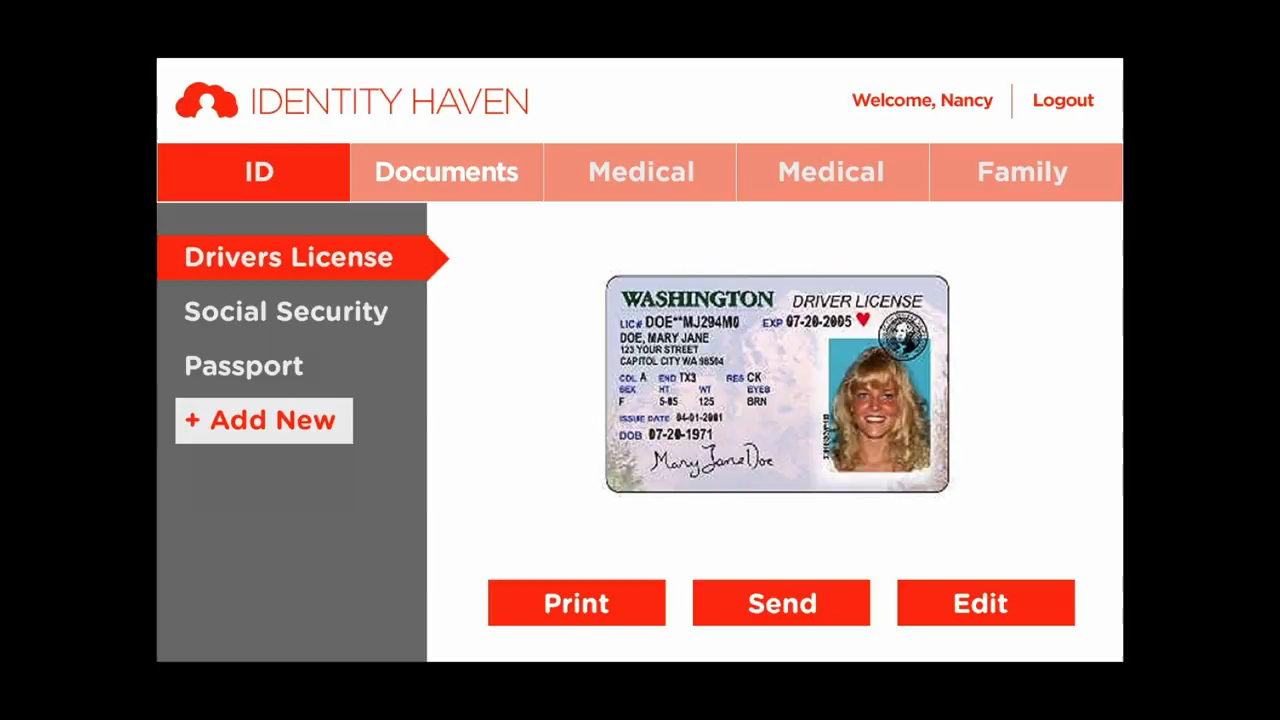 IDENTITY HAVEN
Welcome, Nancy
Logout
ID
Documents
Medical
Medical
Family
Drivers License
Social Security
Passport
+ Add New
WASHINGTON DRIVER LICENSE
LIC# DOE**MJ294M0 EXP 07-20-2005
DOE, MARY JANE
123 YOUR STREET
CAPITOL CITY WA 98504
COL A END TX3 RES CK
SEX HT WT EYES
F 5-05 125 BRN
ISSUE DATE 04-01-2001
DOB 07-20-1971
Mary Jane Doe
Print
Send
Edit